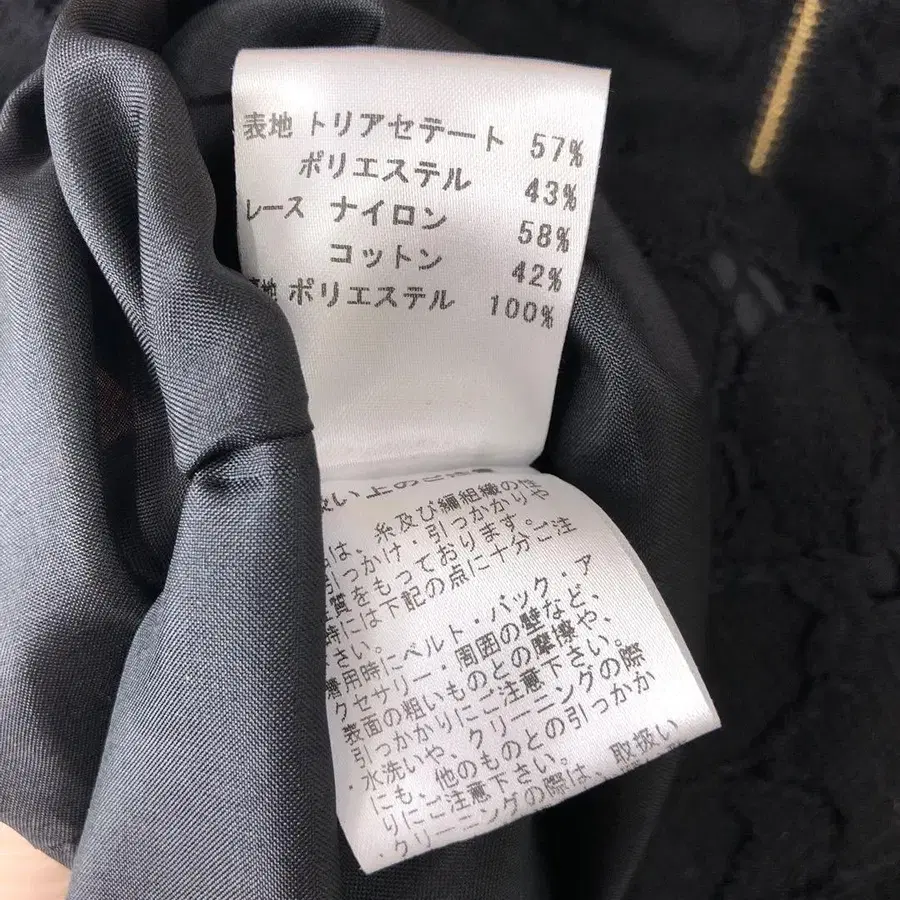 表地 トリアセテート 57%
ポリエステル 43%
レース ナイロン 58%
コットン 42%
地 ポリエステル 100%
扱い上のご注意
は、糸及び編組織の性
引っかけ・引っかかりや
質をもっております。
時には下記の点に十分ご注
さい。
着用時にベルト・バック・ア
クセサリー・周囲の壁など、
表面の粗いものとの摩擦や、
引っかかりにご注意下さい。
・水洗いや、クリーニングの際
にも、他のものとの引っかか
りにご注意下さい。
・クリーニングの際は、取扱い